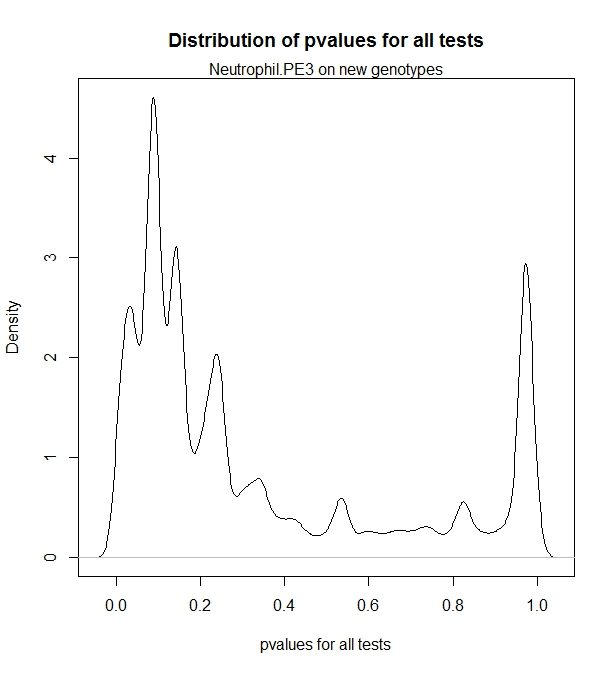 Distribution of pvalues for all tests
Neutrophil.PE3 on new genotypes
Density
4
3
2
1
0
0.0 0.2 0.4 0.6 0.8 1.0
pvalues for all tests